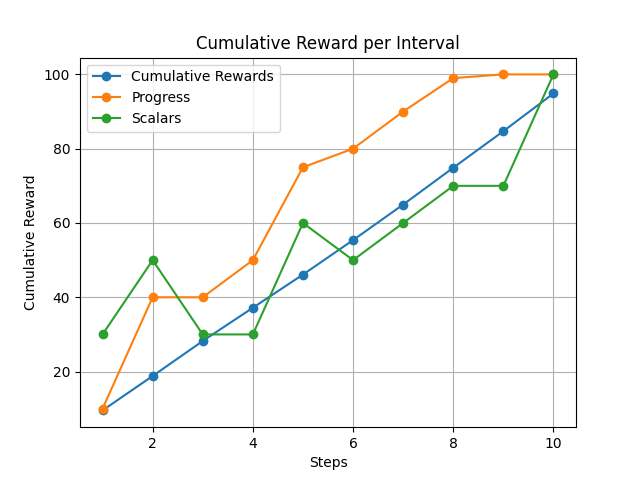 Cumulative Reward per Interval
Cumulative Rewards
Progress
Scalars
Cumulative Reward
100
80
60
40
20
2 4 6 8 10
Steps